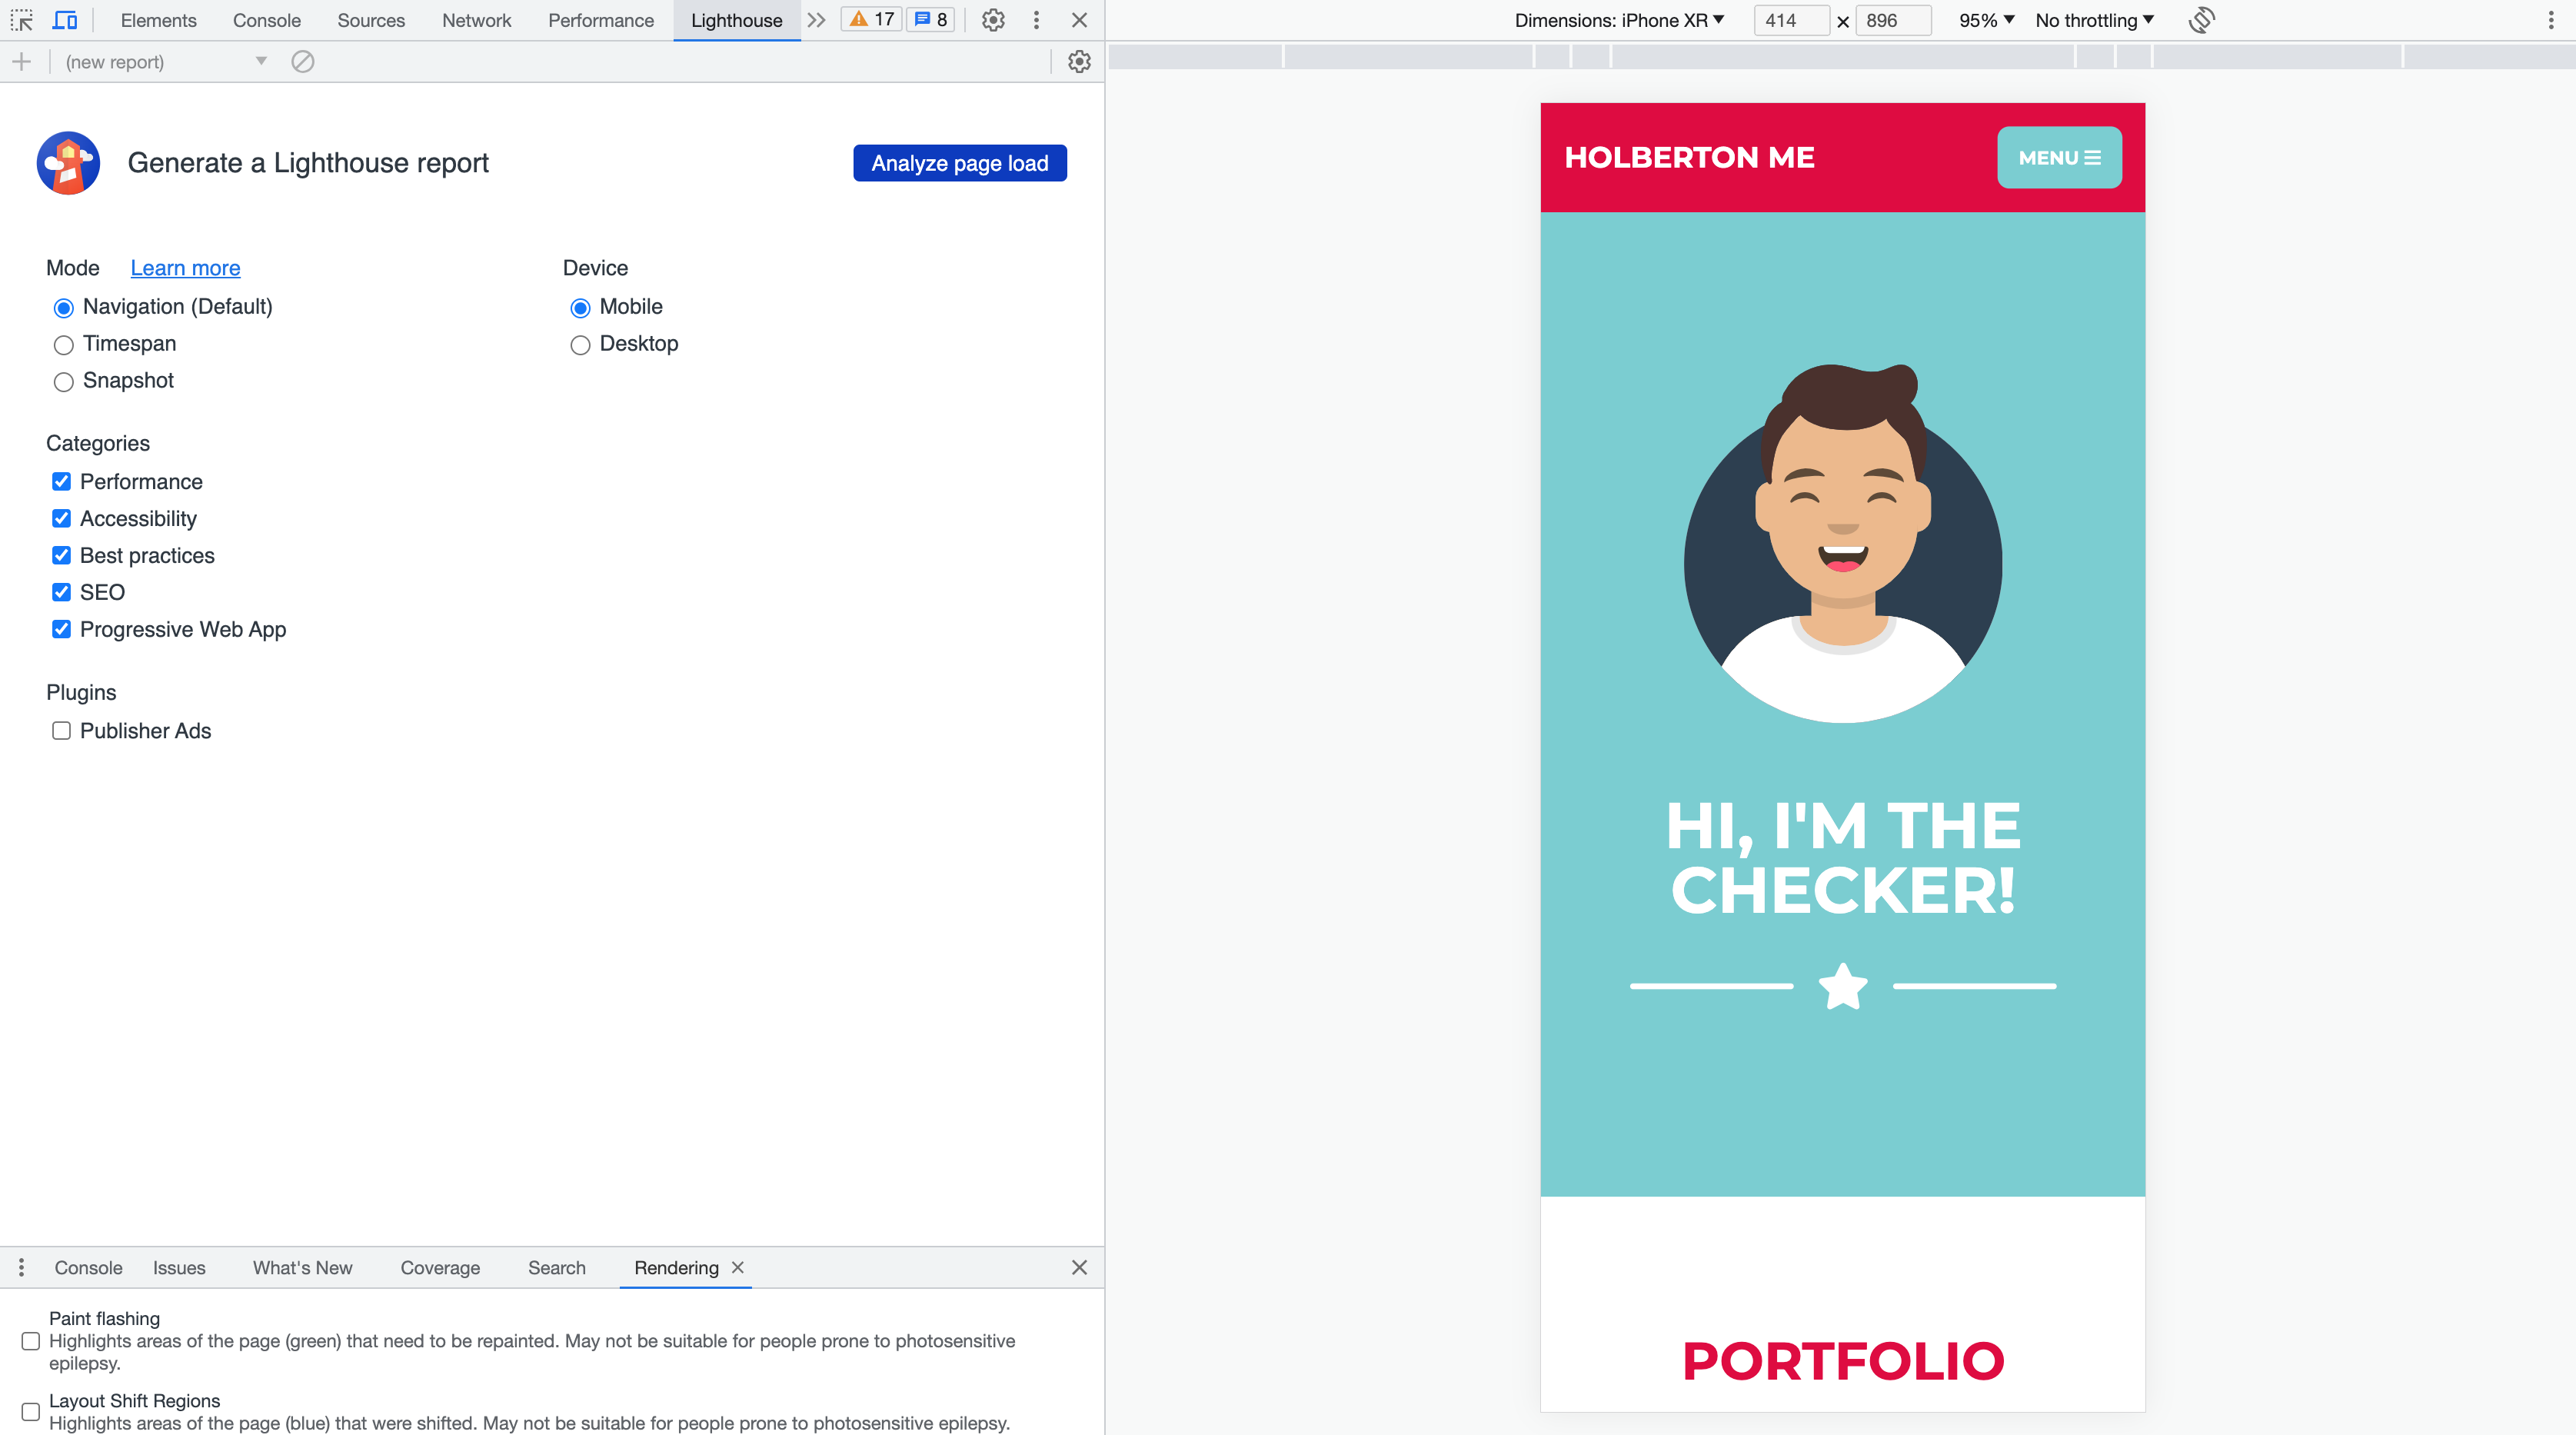 Elements Console Sources Network Performance Lighthouse 17 8
(new report)
Generate a Lighthouse report
Analyze page load
Mode Learn more
Navigation (Default)
Timespan
Snapshot
Device
Mobile
Desktop
Categories
Performance
Accessibility
Best practices
SEO
Progressive Web App
Plugins
Publisher Ads
Console Issues What's New Coverage Search Rendering
Paint flashing
Highlights areas of the page (green) that need to be repainted. May not be suitable for people prone to photosensitive
epilepsy.
Layout Shift Regions
Highlights areas of the page (blue) that were shifted. May not be suitable for people prone to photosensitive epilepsy.
Dimensions: iPhone XR 414 × 896 95% No throttling
HOLBERTON ME
MENU
HI, I'M THE
CHECKER!
PORTFOLIO